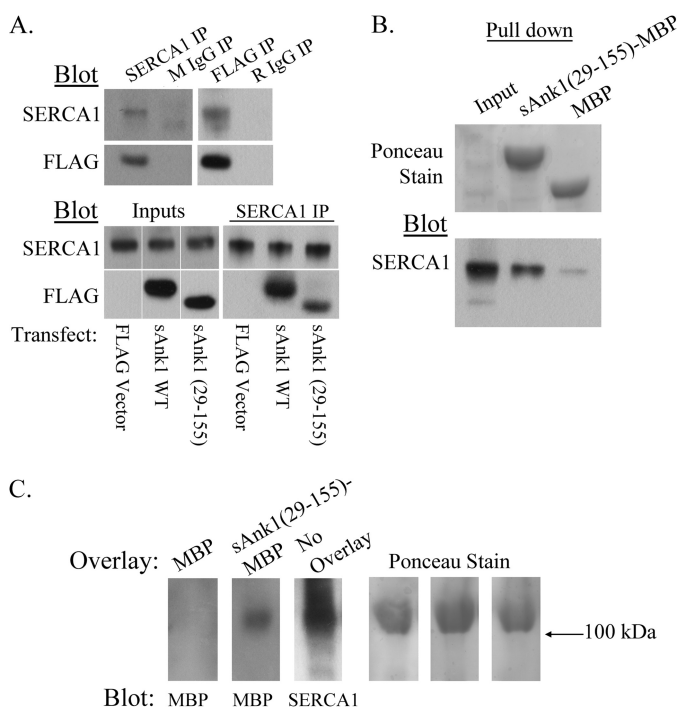 A.
SERCA1 IP
M IgG IP
FLAG IP
R IgG IP
Blot
SERCA1
FLAG
Blot
Inputs
SERCA1 IP
SERCA1
FLAG
Transfect:
FLAG Vector
sAnk1 WT
sAnk1 (29-155)
FLAG Vector
sAnk1 WT
sAnk1 (29-155)
B.
Pull down
Input
sAnk1(29-155)-MBP
MBP
Ponceau
Stain
Blot
SERCA1
C.
Overlay:
MBP
sAnk1(29-155)-
MBP
No
Overlay
Ponceau Stain
100 kDa
Blot:
MBP
MBP
SERCA1